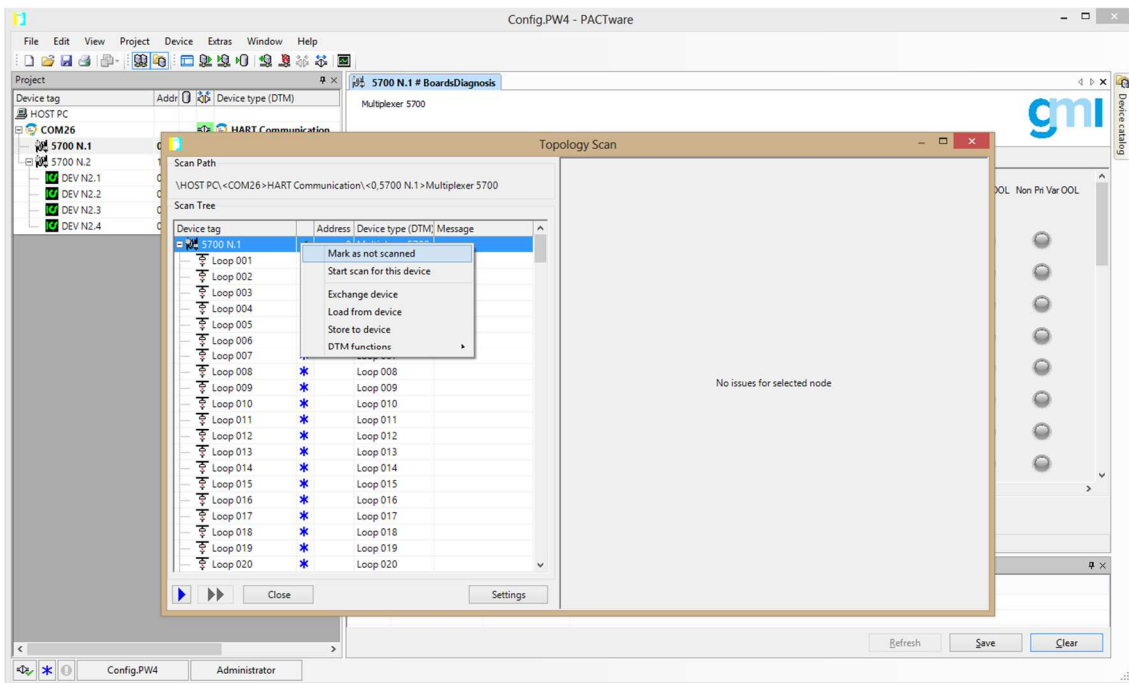 Config.PW4 - PACTware
File Edit View Project Device Extras Window Help
Project
5700 N.1 # BoardsDiagnosis
Device tag Addr Device type (DTM)
HOST PC
COM26 HART Communication
5700 N.1 0
5700 N.2 1
DEV N2.1 0
DEV N2.2 0
DEV N2.3 0
DEV N2.4 0
Multiplexer 5700
gmi
Device catalog
OOL Non Pri Var OOL
Topology Scan
Scan Path
\HOST PC\<COM26>HART Communication\<0,5700 N.1>Multiplexer 5700
Scan Tree
Device tag Address Device type (DTM) Message
5700 N.1
Loop 001
Loop 002
Loop 003
Loop 004
Loop 005
Loop 006
Loop 007
Loop 008 Loop 008
Loop 009 Loop 009
Loop 010 Loop 010
Loop 011 Loop 011
Loop 012 Loop 012
Loop 013 Loop 013
Loop 014 Loop 014
Loop 015 Loop 015
Loop 016 Loop 016
Loop 017 Loop 017
Loop 018 Loop 018
Loop 019 Loop 019
Loop 020 Loop 020
Mark as not scanned
Start scan for this device
Exchange device
Load from device
Store to device
DTM functions
No issues for selected node
Close Settings
Refresh Save Clear
Config.PW4 Administrator